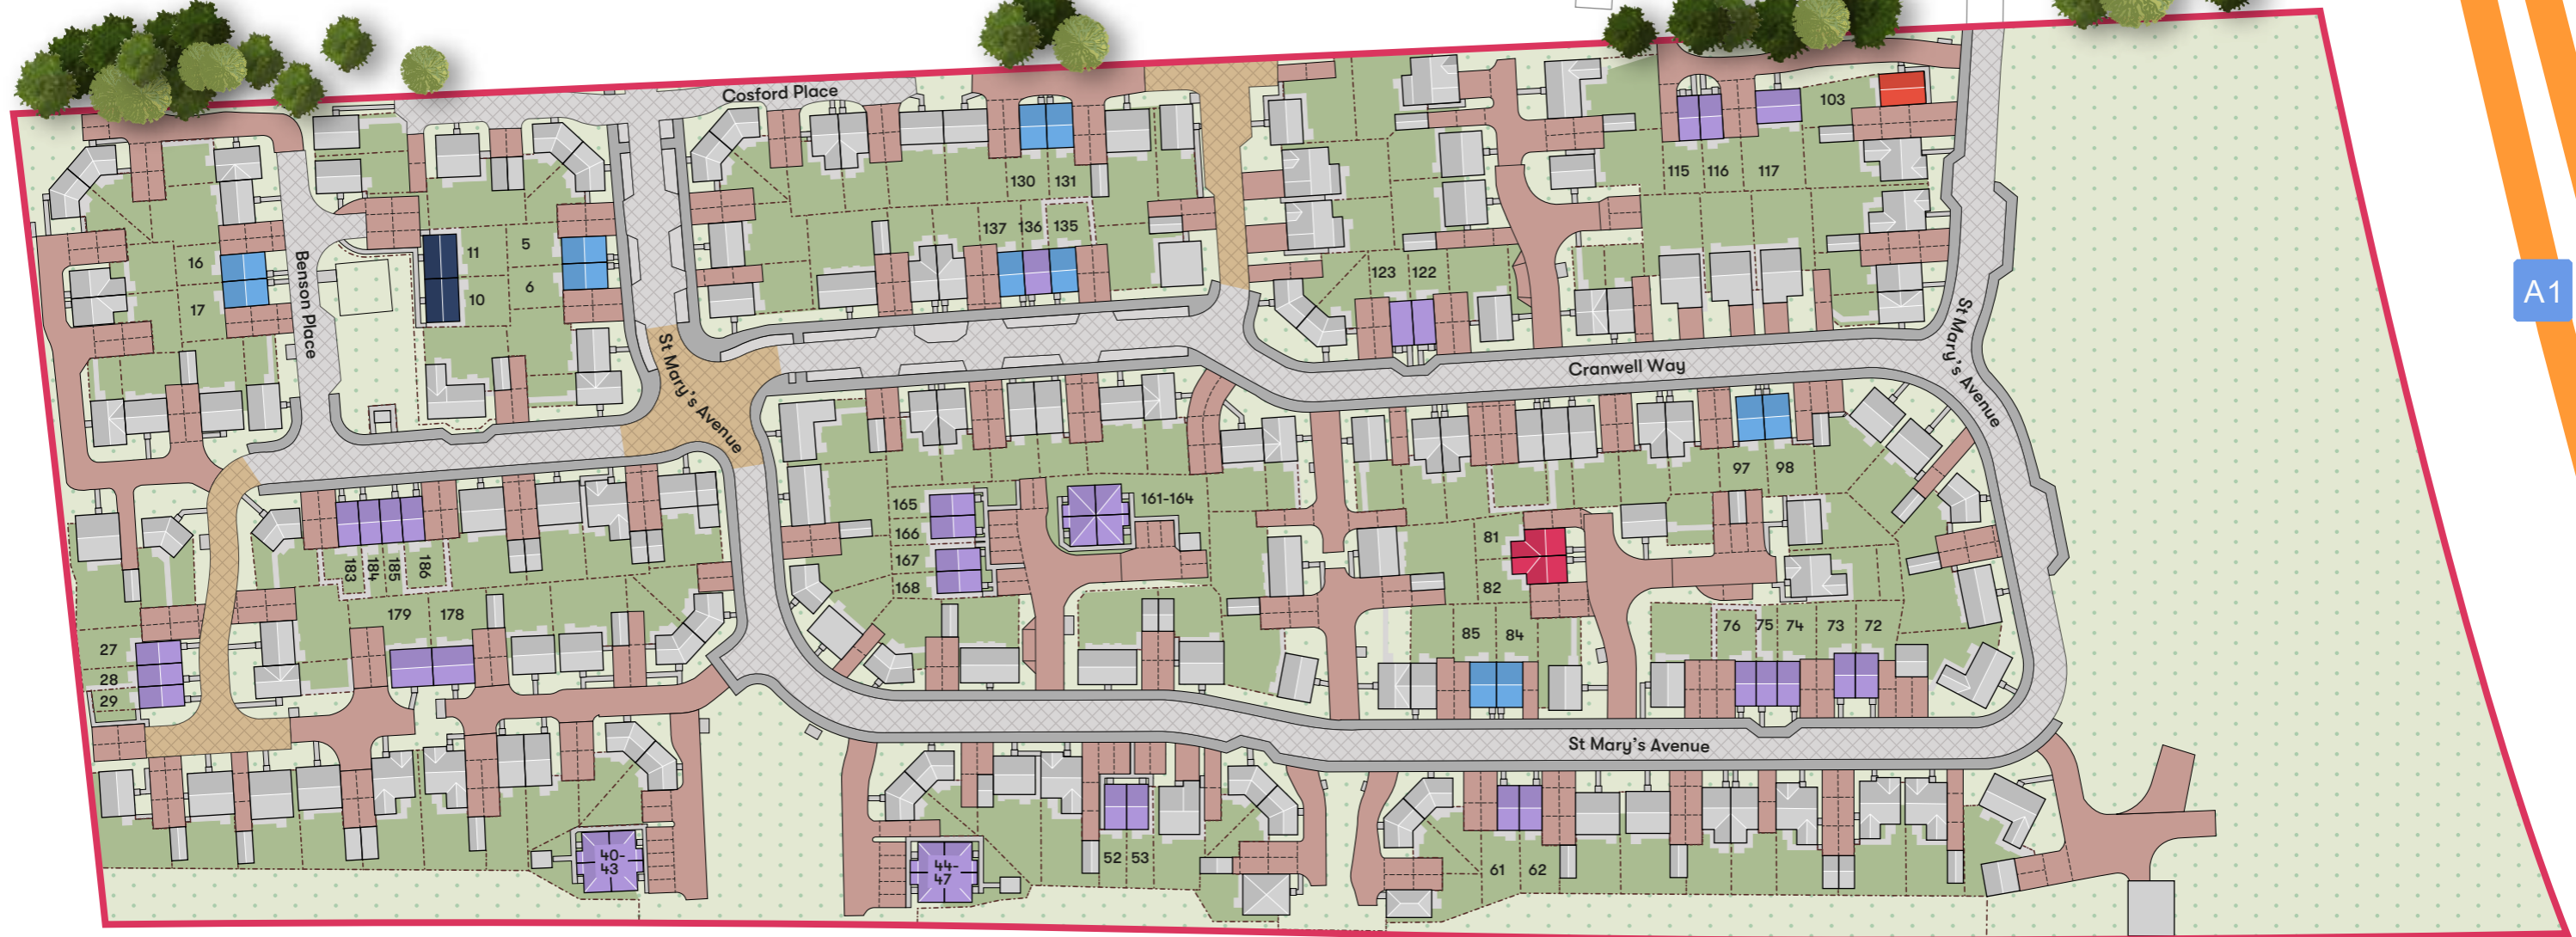 Cosford Place
103
115 116 117
130 131
137 136 135
11
10
5
6
16
17
Benson Place
123 122
A1
St Mary's Avenue
Cranwell Way
St Mary's Avenue
97 98
165
166
167
168
161-164
81
82
85 84
76 75 74 73 72
183 184 185 186
179 178
27
28
29
St Mary's Avenue
40-
43
44-
47
52 53
61 62